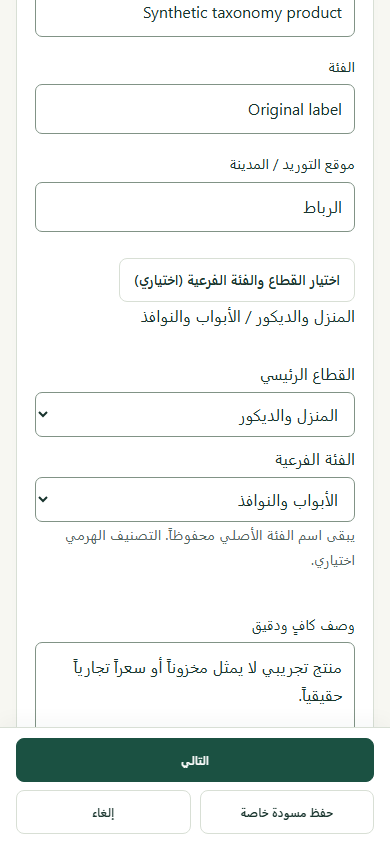 Synthetic taxonomy product
الفئة
Original label
موقع التوريد / المدينة
الرباط
اختيار القطاع والفئة الفرعية (اختياري)
المنزل والديكور / الأبواب والنوافذ
القطاع الرئيسي
المنزل والديكور
الفئة الفرعية
الأبواب والنوافذ
يبقى اسم الفئة الأصلي محفوظاً. التصنيف الهرمي
اختياري.
وصف كافٍ ودقيق
منتج تجريبي لا يمثل مخزوناً أو سعراً تجارياً
حقيقياً.
التالي
حفظ مسودة خاصة
إلغاء